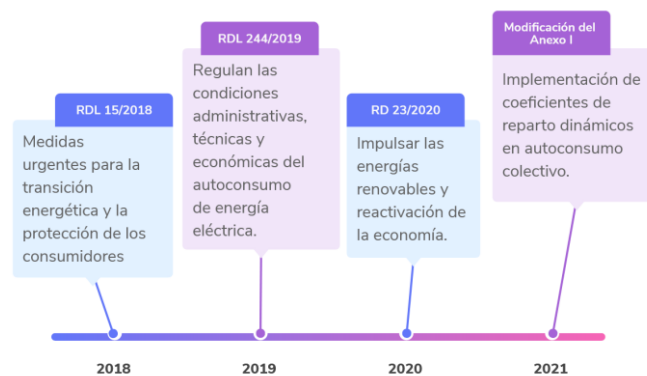 RDL 15/2018
Medidas
urgentes para la
transición
energética y la
protección de los
consumidores
RDL 244/2019
Regulan las
condiciones
administrativas,
técnicas y
económicas del
autoconsumo
de energía
eléctrica.
RD 23/2020
Impulsar las
energías
renovables y
reactivación de
la economía.
Modificación del
Anexo I
Implementación de
coeficientes de
reparto dinámicos
en autoconsumo
colectivo.
2018
2019
2020
2021